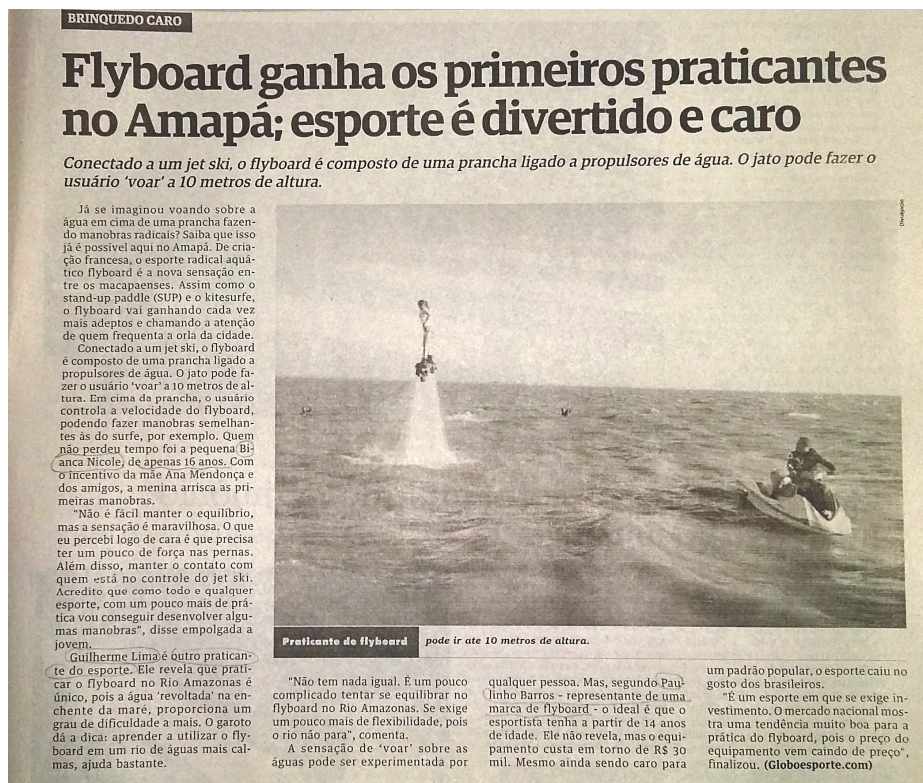 BRINQUEDO CARO
Flyboard ganha os primeiros praticantes
no Amapá; esporte é divertido e caro
Conectado a um jet ski, o flyboard é composto de uma prancha ligado a propulsores de água. O jato pode fazer o
usuário ‘voar’ a 10 metros de altura.
Já se imaginou voando sobre a
água em cima de uma prancha fazen-
do manobras radicais? Saiba que isso
já é possível aqui no Amapá. De cria-
ção francesa, o esporte radical aquá-
tico flyboard é a nova sensação en-
tre os macapaenses. Assim como o
stand-up paddle (SUP) e o kitesurfe,
o flyboard vai ganhando cada vez
mais adeptos e chamando a atenção
de quem frequenta a orla da cidade.
Conectado a um jet ski, o flyboard
é composto de uma prancha ligado a
propulsores de água. O jato pode fa-
zer o usuário ‘voar’ a 10 metros de al-
tura. Em cima da prancha, o usuário
controla a velocidade do flyboard,
podendo fazer manobras semelhan-
tes às do surfe, por exemplo. Quem
não perdeu tempo foi a pequena Bi-
anca Nicole, de apenas 16 anos. Com
o incentivo da mãe Ana Mendonça e
dos amigos, a menina arrisca as pri-
meiras manobras.
"Não é fácil manter o equilíbrio,
mas a sensação é maravilhosa. O que
eu percebi logo de cara é que precisa
ter um pouco de força nas pernas.
Além disso, manter o contato com
quem está no controle do jet ski.
Acredito que como todo e qualquer
esporte, com um pouco mais de prá-
tica vou conseguir desenvolver algu-
mas manobras", disse empolgada a
jovem.
Guilherme Lima é outro pratican-
te do esporte. Ele revela que prati-
car o flyboard no Rio Amazonas é
único, pois a água ‘revoltada’ na en-
chente da maré, proporciona um
grau de dificuldade a mais. O garoto
dá a dica: aprender a utilizar o fly-
board em um rio de águas mais cal-
mas, ajuda bastante.
Divulgação
Praticante de flyboard pode ir ate 10 metros de altura.
"Não tem nada igual. É um pouco
complicado tentar se equilibrar no
flyboard no Rio Amazonas. Se exige
um pouco mais de flexibilidade, pois
o rio não para", comenta.
A sensação de ‘voar’ sobre as
águas pode ser experimentada por
qualquer pessoa. Mas, segundo Pau-
linho Barros - representante de uma
marca de flyboard - o ideal é que o
esportista tenha a partir de 14 anos
de idade. Ele não revela, mas o equi-
pamento custa em torno de R$ 30
mil. Mesmo ainda sendo caro para
um padrão popular, o esporte caiu no
gosto dos brasileiros.
"É um esporte em que se exige in-
vestimento. O mercado nacional mos-
tra uma tendência muito boa para a
prática do flyboard, pois o preço do
equipamento vem caindo de preço",
finalizou. (Globoesporte.com)